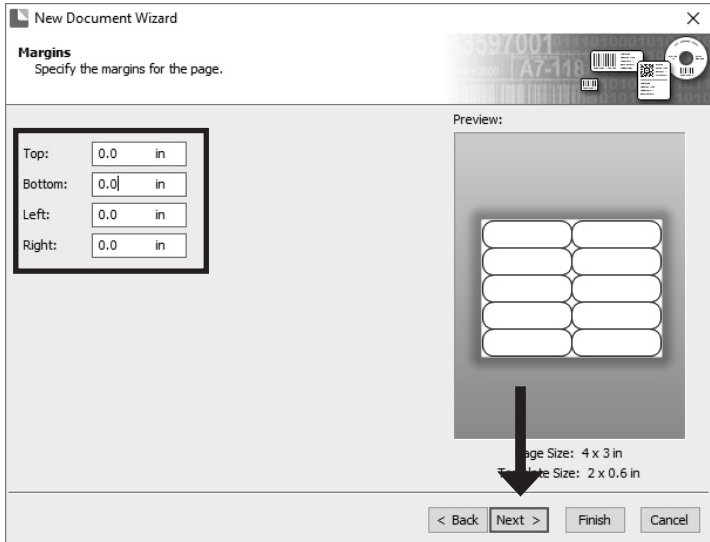 New Document Wizard
Margins
Specify the margins for the page.
A7-118
Preview:
Top: 0.0 in
Bottom: 0.0 in
Left: 0.0 in
Right: 0.0 in
Size: 4 x 3 in
Size: 2 x 0.6 in
< Back Next > Finish Cancel